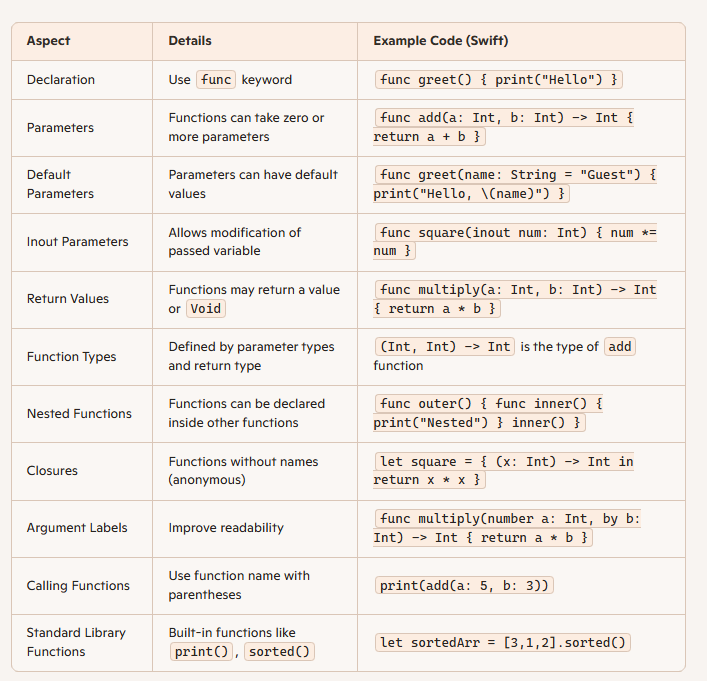 Aspect Details Example Code (Swift)
Declaration Use func keyword func greet() { print("Hello") }
Parameters Functions can take zero or more parameters func add(a: Int, b: Int) -> Int { return a + b }
Default Parameters Parameters can have default values func greet(name: String = "Guest") { print("Hello, \(name)") }
Inout Parameters Allows modification of passed variable func square(inout num: Int) { num *= num }
Return Values Functions may return a value or Void func multiply(a: Int, b: Int) -> Int { return a * b }
Function Types Defined by parameter types and return type (Int, Int) -> Int is the type of add function
Nested Functions Functions can be declared inside other functions func outer() { func inner() { print("Nested") } inner() }
Closures Functions without names (anonymous) let square = { (x: Int) -> Int in return x * x }
Argument Labels Improve readability func multiply(number a: Int, by b: Int) -> Int { return a * b }
Calling Functions Use function name with parentheses print(add(a: 5, b: 3))
Standard Library Functions Built-in functions like print(), sorted() let sortedArr = [3,1,2].sorted()